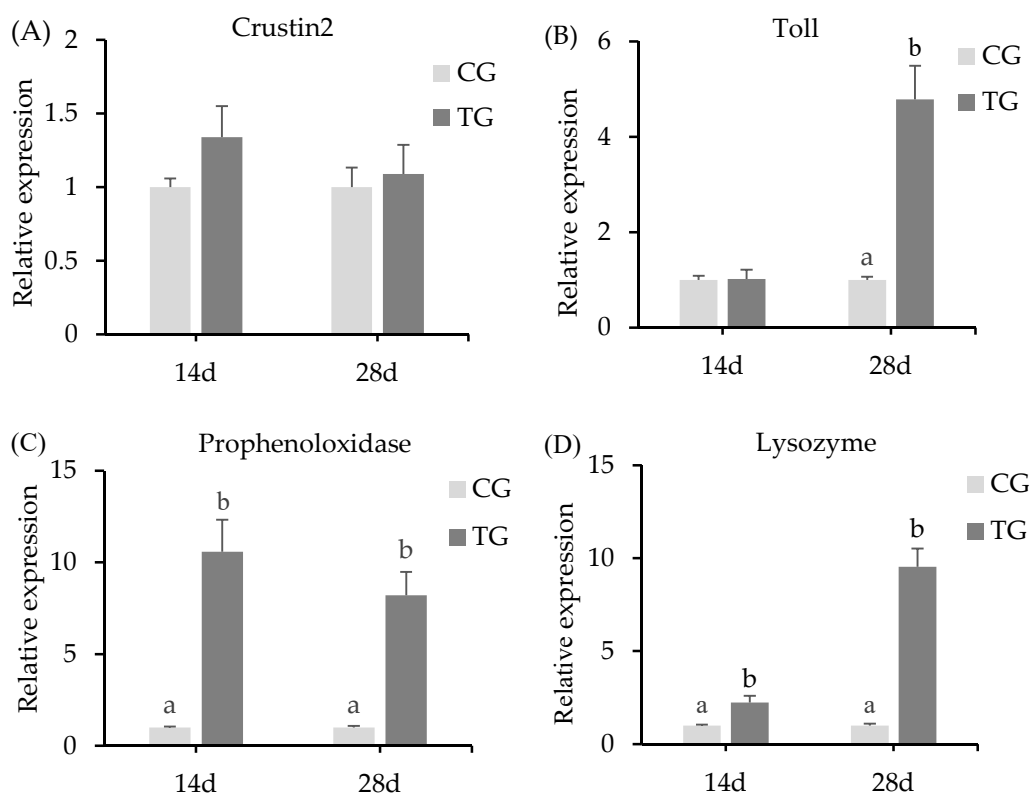 (A) Crustin2
Relative expression
2
1.5
1
0.5
0
CG
TG
14d 28d
(B) Toll
Relative expression
6
4
2
0
a
b
CG
TG
14d 28d
(C) Prophenoloxidase
Relative expression
15
10
5
0
a
b
a
b
CG
TG
14d 28d
(D) Lysozyme
Relative expression
15
10
5
0
a
b
a
b
CG
TG
14d 28d